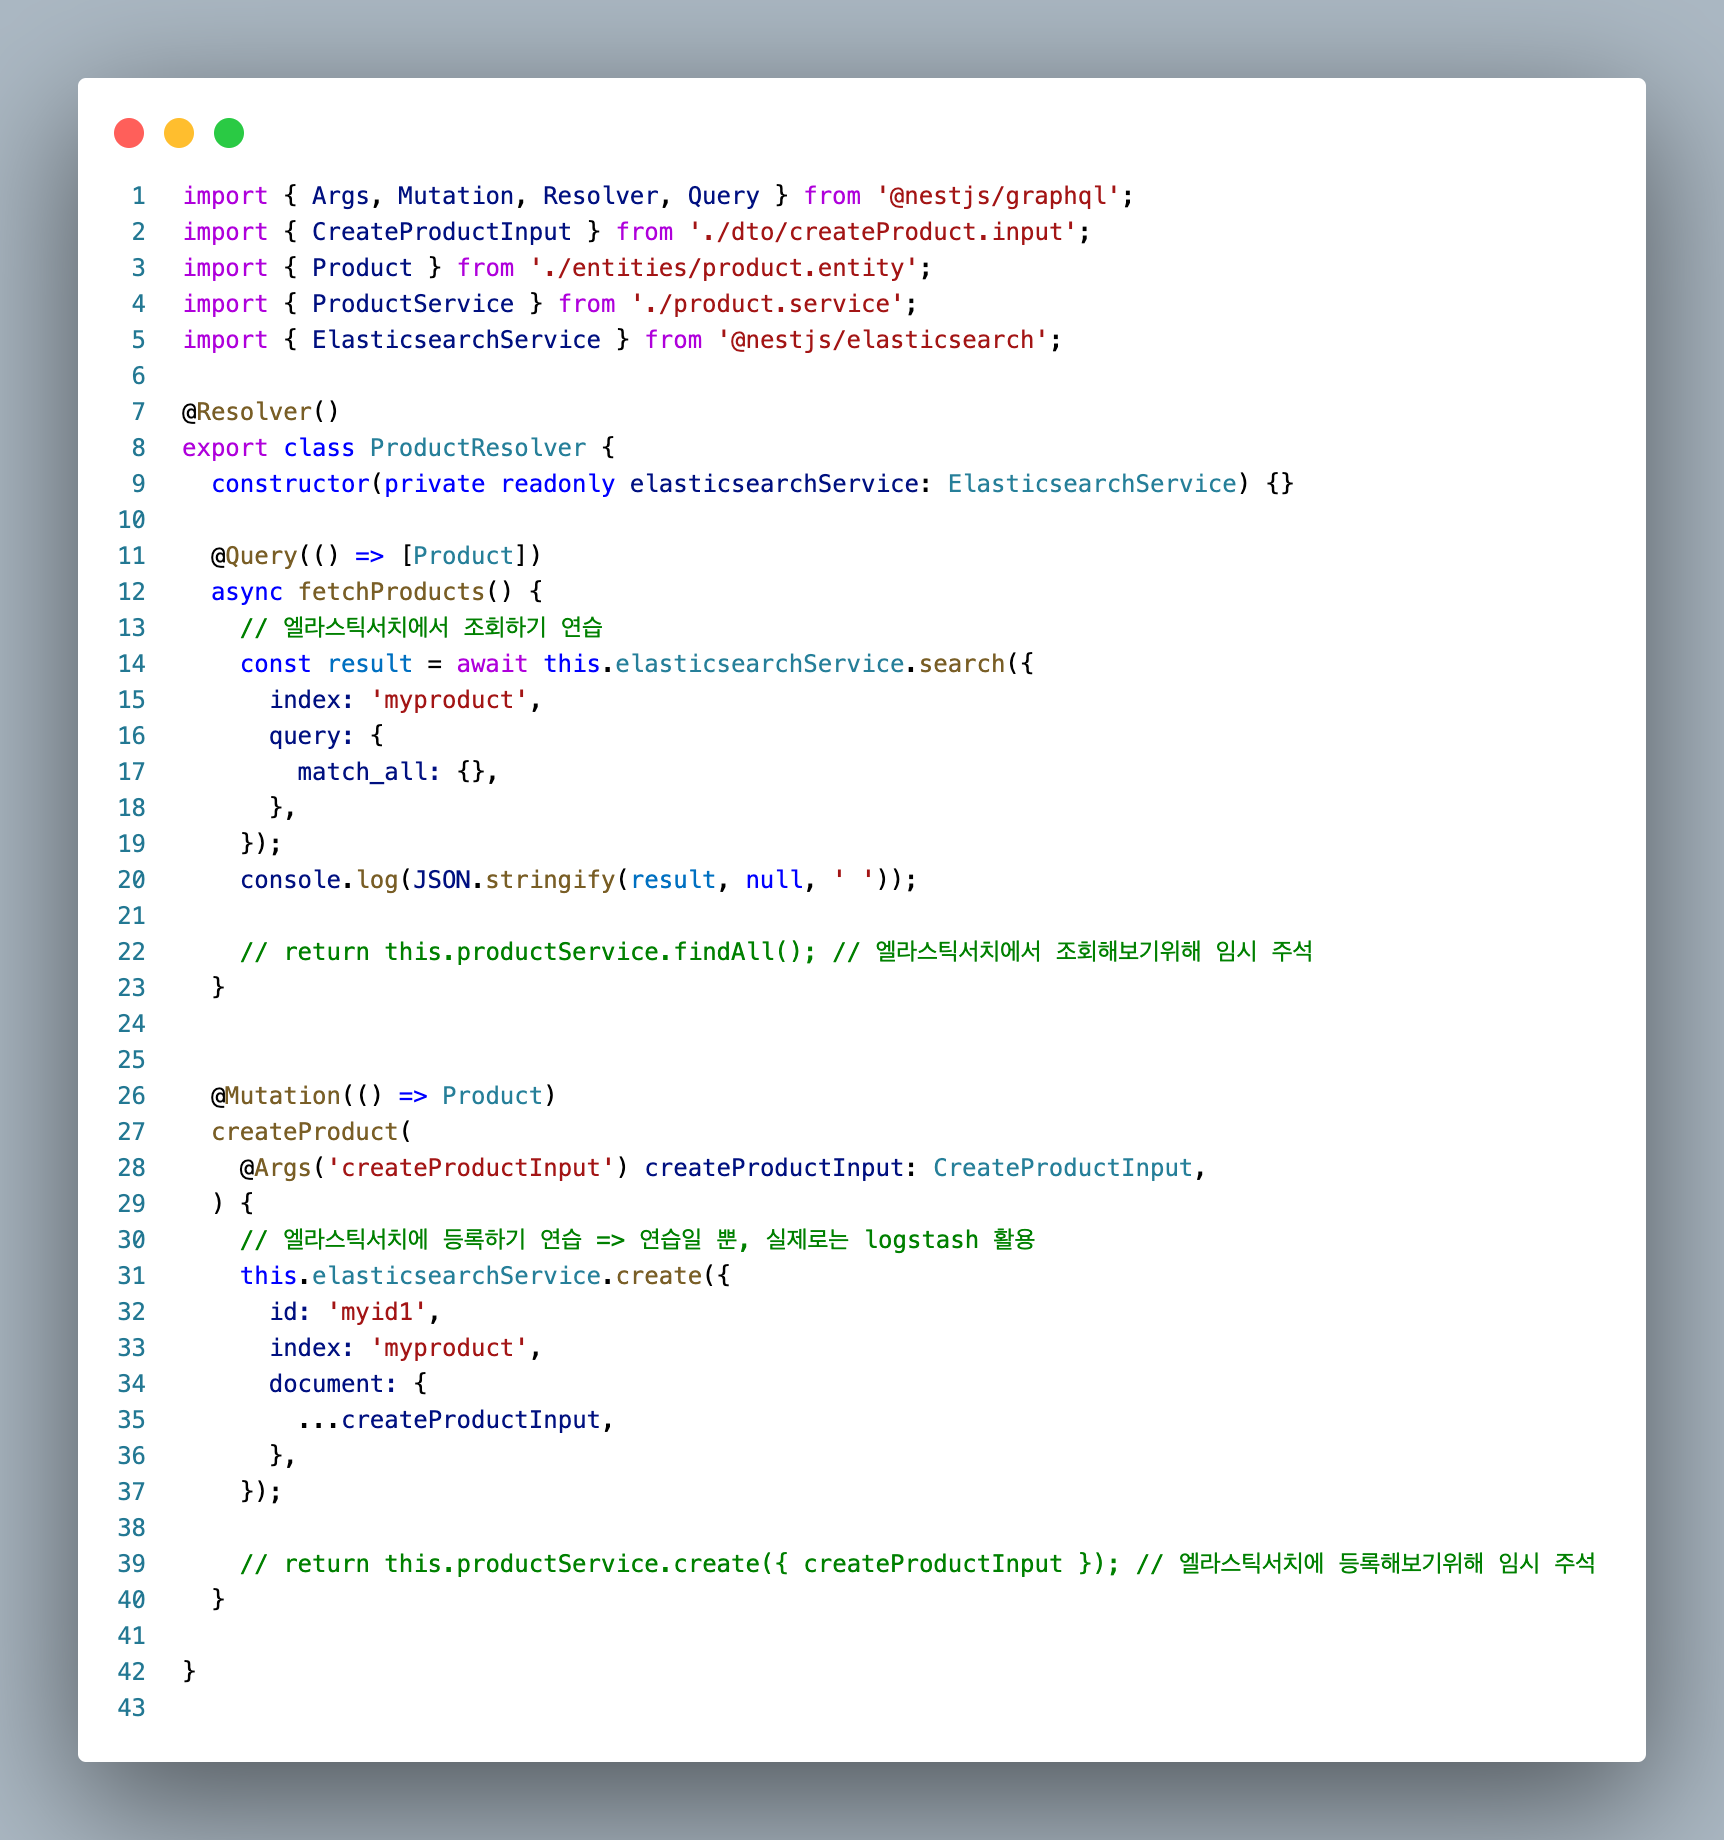 1 import { Args, Mutation, Resolver, Query } from '@nestjs/graphql';
2 import { CreateProductInput } from './dto/createProduct.input';
3 import { Product } from './entities/product.entity';
4 import { ProductService } from './product.service';
5 import { ElasticsearchService } from '@nestjs/elasticsearch';
6
7 @Resolver()
8 export class ProductResolver {
9   constructor(private readonly elasticsearchService: ElasticsearchService) {}
10
11   @Query(() => [Product])
12   async fetchProducts() {
13     // 엘라스틱서치에서 조회하기 연습
14     const result = await this.elasticsearchService.search({
15       index: 'myproduct',
16       query: {
17         match_all: {},
18       },
19     });
20     console.log(JSON.stringify(result, null, ' '));
21
22     // return this.productService.findAll(); // 엘라스틱서치에서 조회해보기위해 임시 주석
23   }
24
25
26   @Mutation(() => Product)
27   createProduct(
28     @Args('createProductInput') createProductInput: CreateProductInput,
29   ) {
30     // 엘라스틱서치에 등록하기 연습 => 연습일 뿐, 실제로는 logstash 활용
31     this.elasticsearchService.create({
32       id: 'myid1',
33       index: 'myproduct',
34       document: {
35         ...createProductInput,
36       },
37     });
38
39     // return this.productService.create({ createProductInput }); // 엘라스틱서치에 등록해보기위해 임시 주석
40   }
41
42 }
43